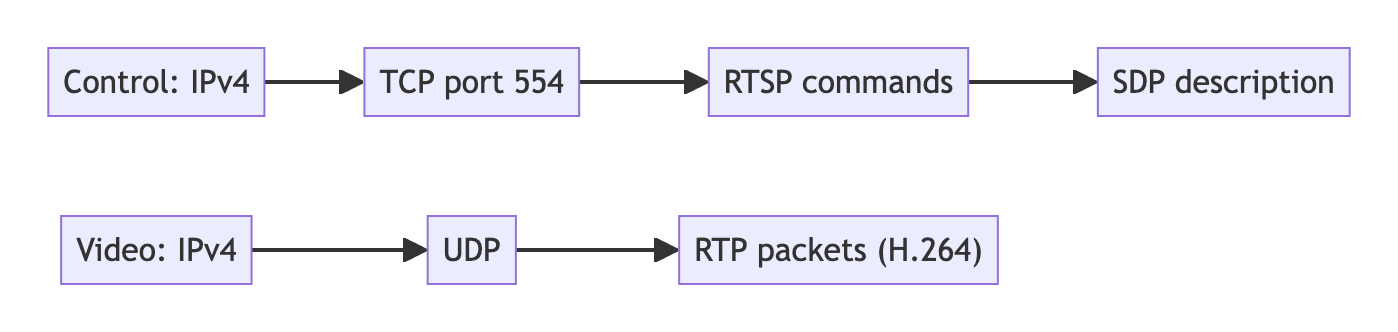 Control: IPv4
TCP port 554
RTSP commands
SDP description
Video: IPv4
UDP
RTP packets (H.264)